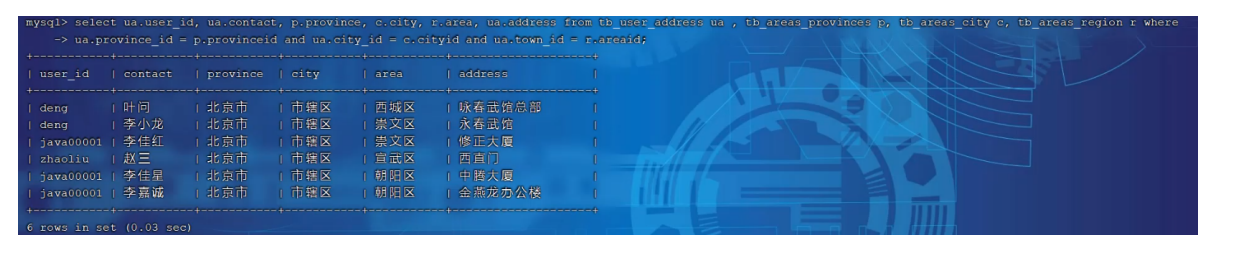 mysql> select ua.user_id, ua.contact, p.province, c.city, r.area, ua.address from tb_user_address ua , tb_areas_provinces p, tb_areas_city c, tb_areas_region r where
-> ua.province_id = p.provinceid and ua.city_id = c.cityid and ua.town_id = r.areaid;
+-----------+-----------+-----------+-----------+-----------+--------------------+
| user_id | contact | province | city | area | address |
+-----------+-----------+-----------+-----------+-----------+--------------------+
| deng | 叶问 | 北京市 | 市辖区 | 西城区 | 咏春武馆总部 |
| deng | 李小龙 | 北京市 | 市辖区 | 崇文区 | 永春武馆 |
| java00001 | 李佳红 | 北京市 | 市辖区 | 崇文区 | 修正大厦 |
| zhaoliu | 赵三 | 北京市 | 市辖区 | 宣武区 | 西直门 |
| java00001 | 李佳星 | 北京市 | 市辖区 | 朝阳区 | 中腾大厦 |
| java00001 | 李嘉诚 | 北京市 | 市辖区 | 朝阳区 | 金燕龙办公楼 |
+-----------+-----------+-----------+-----------+-----------+--------------------+
6 rows in set (0.03 sec)